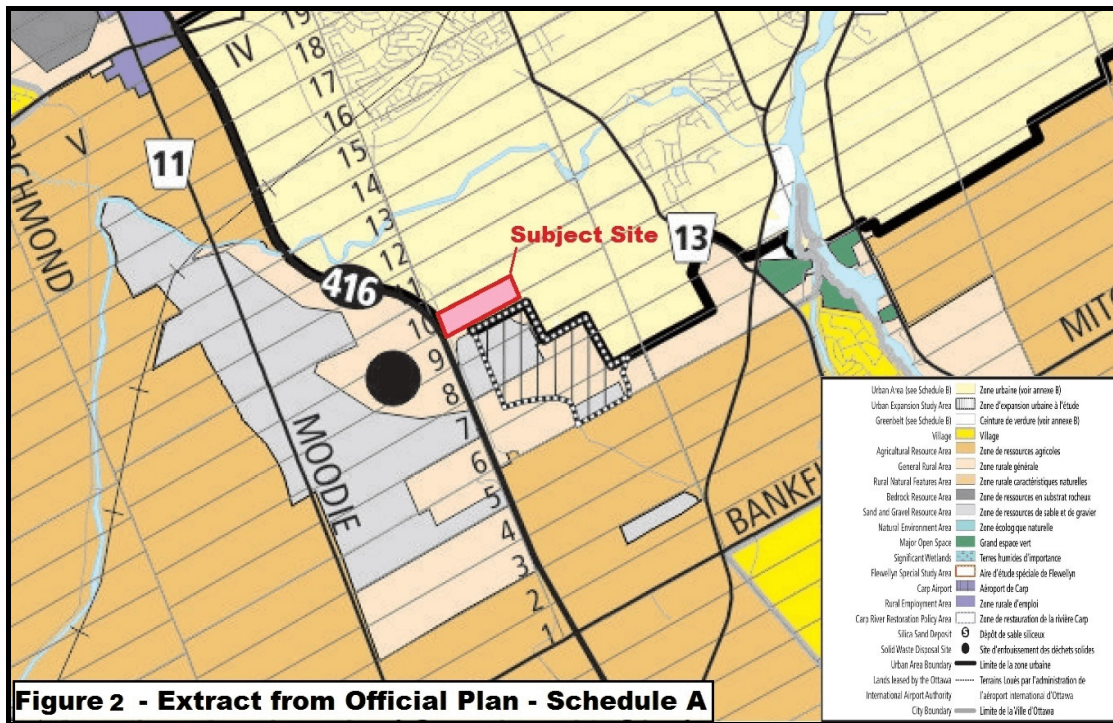 19
18
17
16
15
14
13
12
11
10
9
8
7
6
5
4
3
2
1
IV
V
11
13
416
RICHMOND
MOODIE
BANKF
MIT
Subject Site
Urban Area (see Schedule B) Zone urbaine (voir annexe B)
Urban Expansion Study Area Zone d'expansion urbaine à l'étude
Greenbelt (see Schedule B) Ceinture de verdure (voir annexe B)
Village Village
Agricultural Resource Area Zone de ressources agricoles
General Rural Area Zone rurale générale
Rural Natural Features Area Zone rurale caractéristiques naturelles
Bedrock Resource Area Zone de ressources en substrat rocheux
Sand and Gravel Resource Area Zone de ressources de sable et de gravier
Natural Environment Area Zone écologique naturelle
Major Open Space Grand espace vert
Significant Wetlands Terres humides d'importance
Flewellyn Special Study Area Aire d'étude spéciale de Flewellyn
Carp Airport Aéroport de Carp
Rural Employment Area Zone rurale d'emploi
Carp River Restoration Policy Area Zone de restauration de la rivière Carp
Silica Sand Deposit S Dépôt de sable siliceux
Solid Waste Disposal Site Site d'enfouissement des déchets solides
Urban Area Boundary Limite de la zone urbaine
Lands leased by the Ottawa Terrains Loués par l'administration de
International Airport Authority l'aéroport international d'Ottawa
City Boundary Limite de la Ville d'Ottawa
Figure 2 - Extract from Official Plan - Schedule A